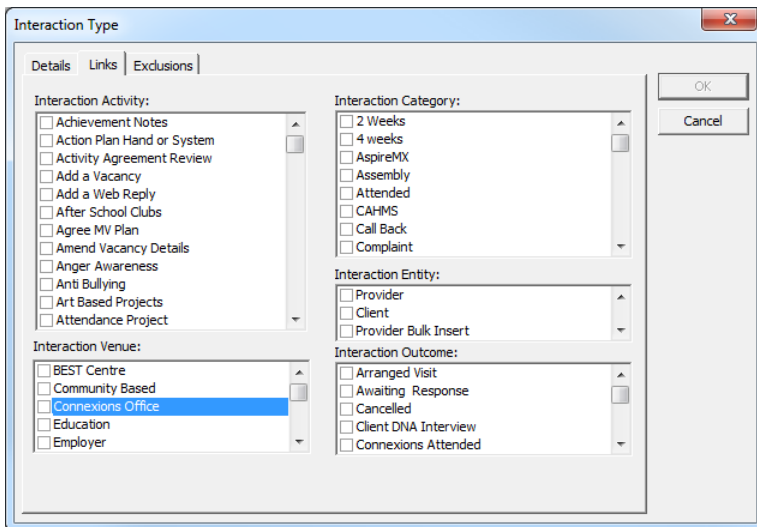 Interaction Type
Details Links Exclusions
OK
Cancel
Interaction Activity:
Achievement Notes
Action Plan Hand or System
Activity Agreement Review
Add a Vacancy
Add a Web Reply
After School Clubs
Agree MV Plan
Amend Vacancy Details
Anger Awareness
Anti Bullying
Art Based Projects
Attendance Project
Interaction Venue:
BEST Centre
Community Based
Connexions Office
Education
Employer
Interaction Category:
2 Weeks
4 weeks
AspireMX
Assembly
Attended
CAHMS
Call Back
Complaint
Interaction Entity:
Provider
Client
Provider Bulk Insert
Interaction Outcome:
Arranged Visit
Awaiting Response
Cancelled
Client DNA Interview
Connexions Attended